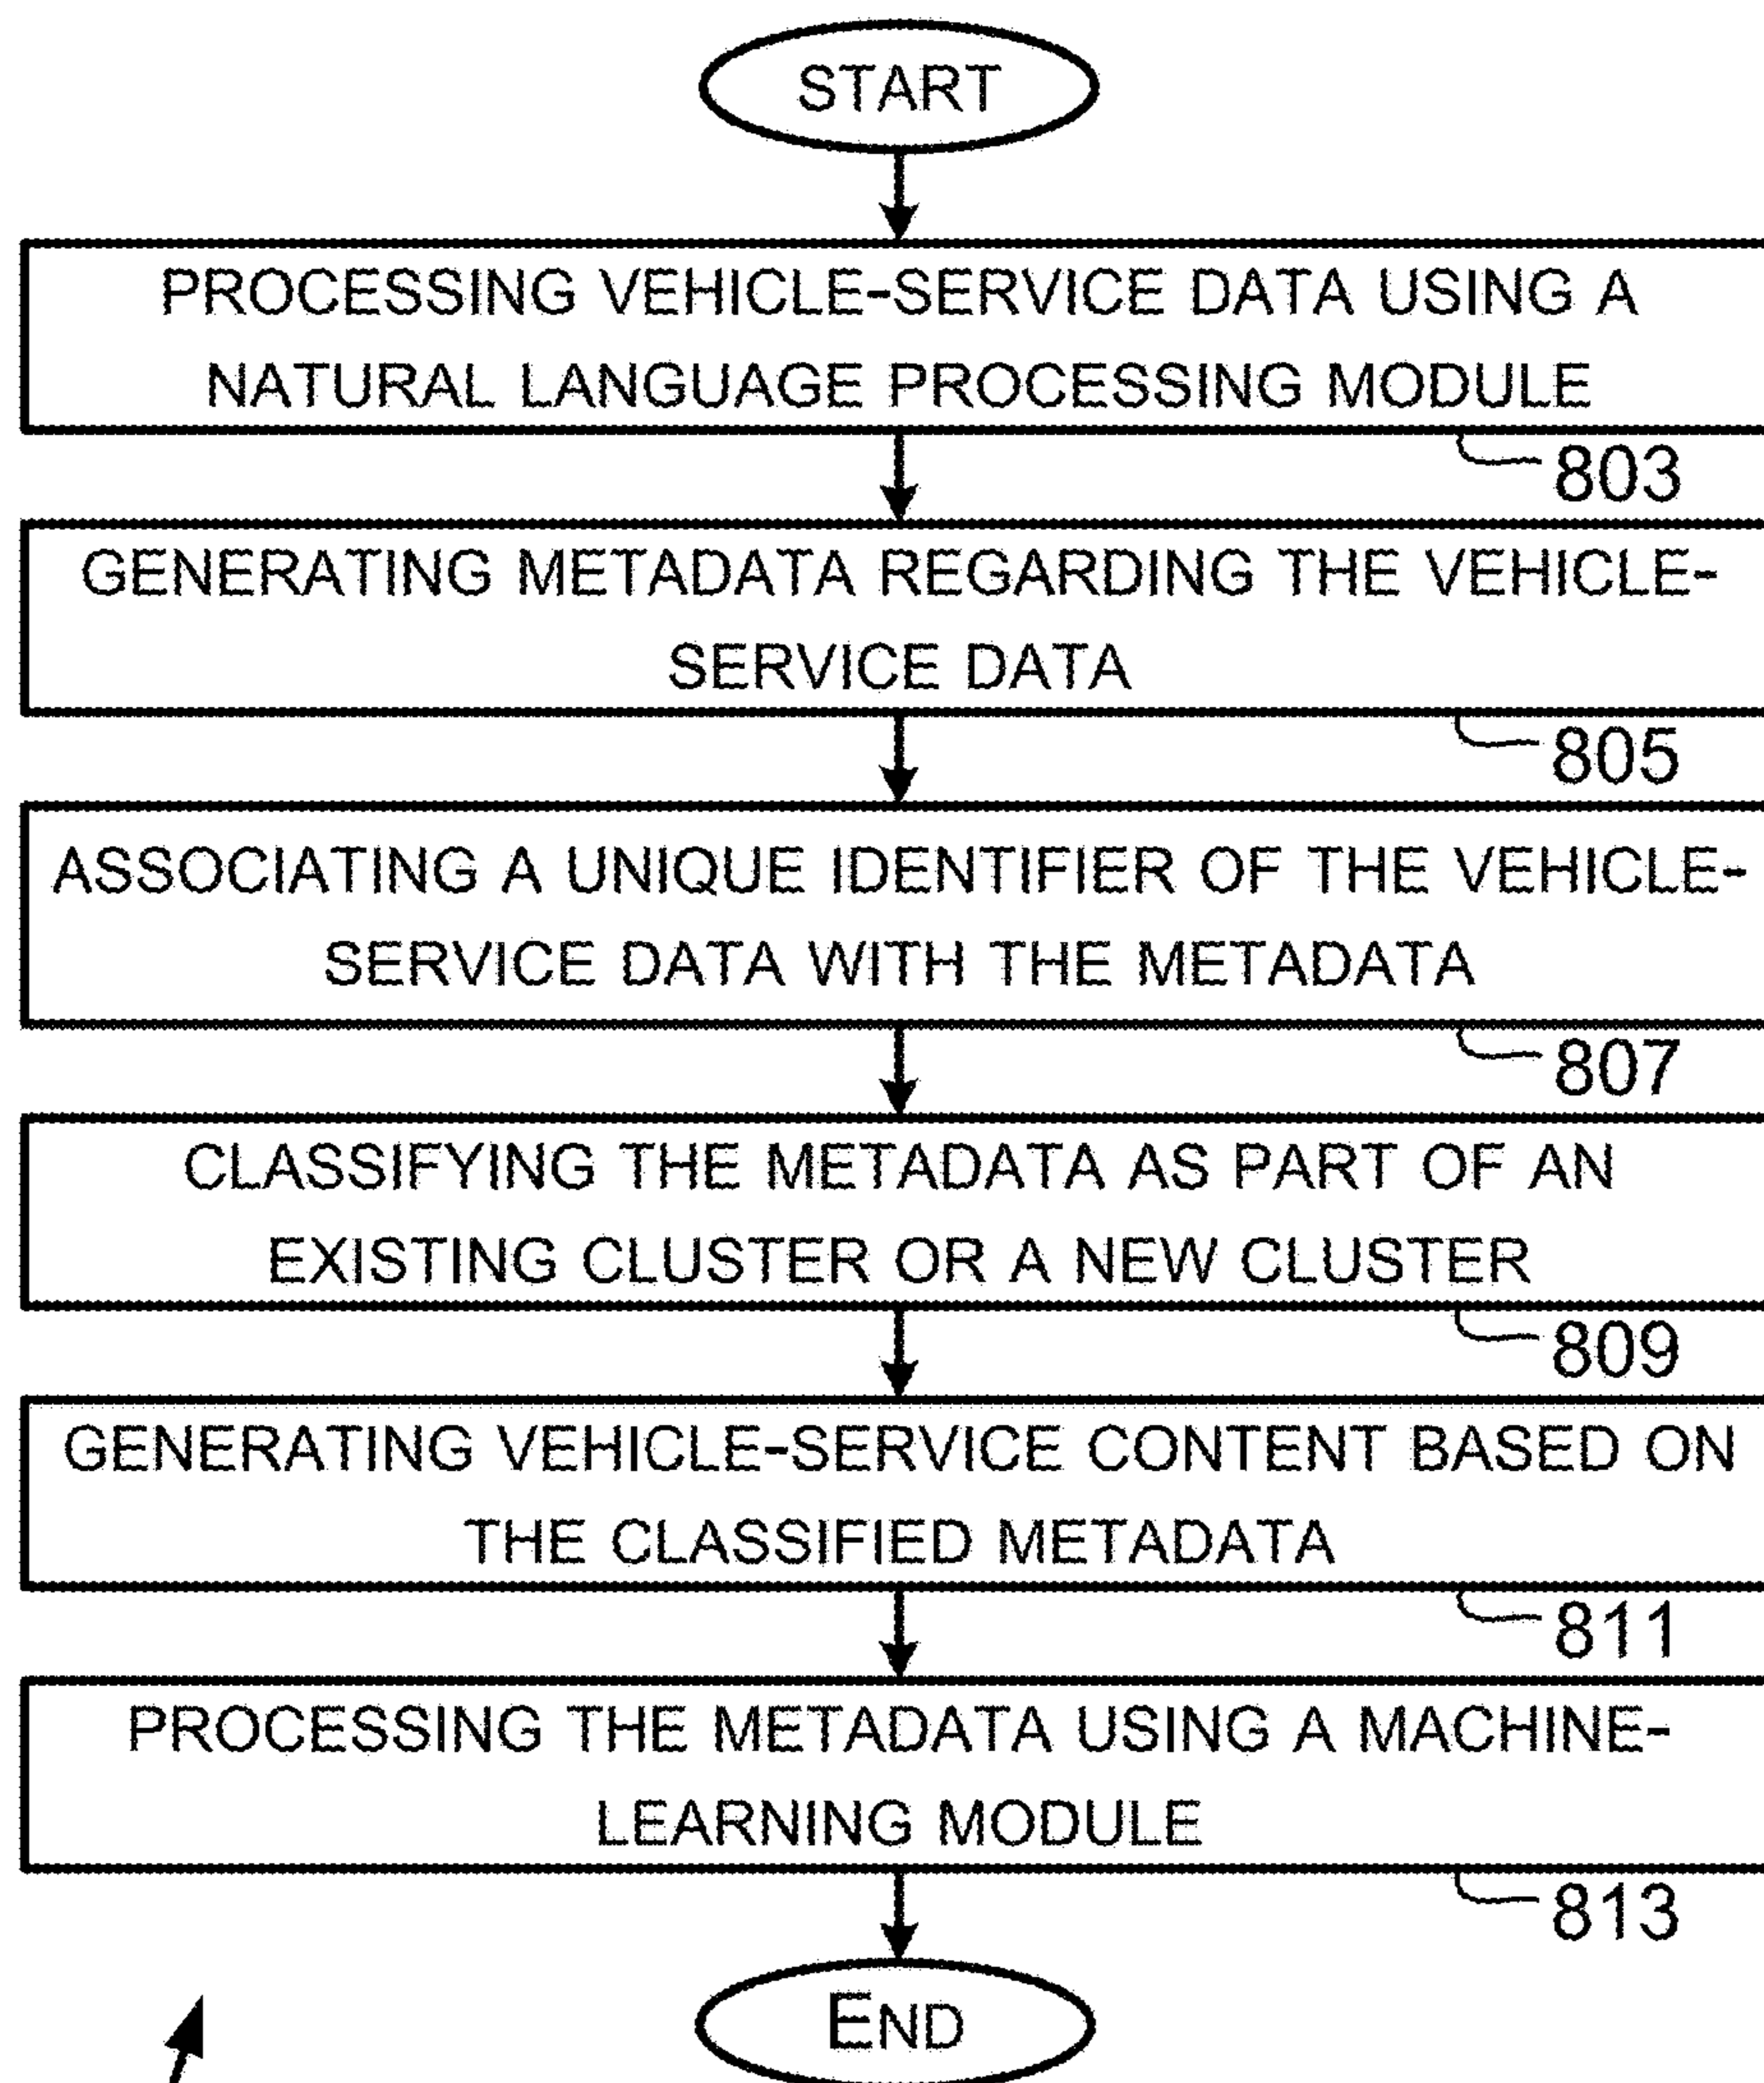 START
PROCESSING VEHICLE-SERVICE DATA USING A
NATURAL LANGUAGE PROCESSING MODULE
803
GENERATING METADATA REGARDING THE VEHICLE-
SERVICE DATA
805
ASSOCIATING A UNIQUE IDENTIFIER OF THE VEHICLE-
SERVICE DATA WITH THE METADATA
807
CLASSIFYING THE METADATA AS PART OF AN
EXISTING CLUSTER OR A NEW CLUSTER
809
GENERATING VEHICLE-SERVICE CONTENT BASED ON
THE CLASSIFIED METADATA
811
PROCESSING THE METADATA USING A MACHINE-
LEARNING MODULE
813
END